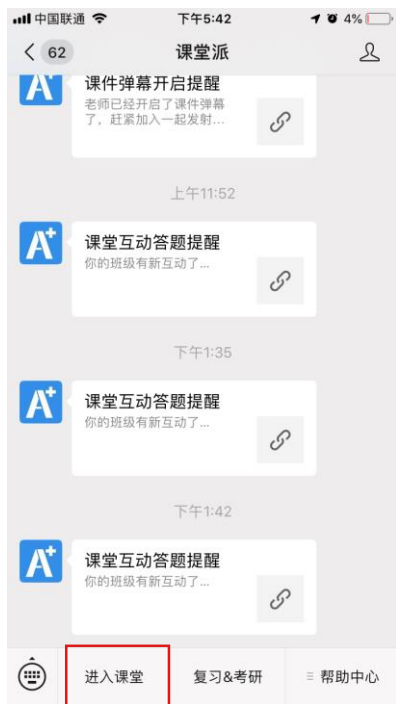 中国联通 下午5:42 4%
62 课堂派
A+ 课件弹幕开启提醒
老师已经开启了课件弹幕
了，赶紧加入一起发射...
上午11:52
A+ 课堂互动答题提醒
你的班级有新互动了...
下午1:35
A+ 课堂互动答题提醒
你的班级有新互动了...
下午1:42
A+ 课堂互动答题提醒
你的班级有新互动了...
进入课堂 复习&考研 帮助中心